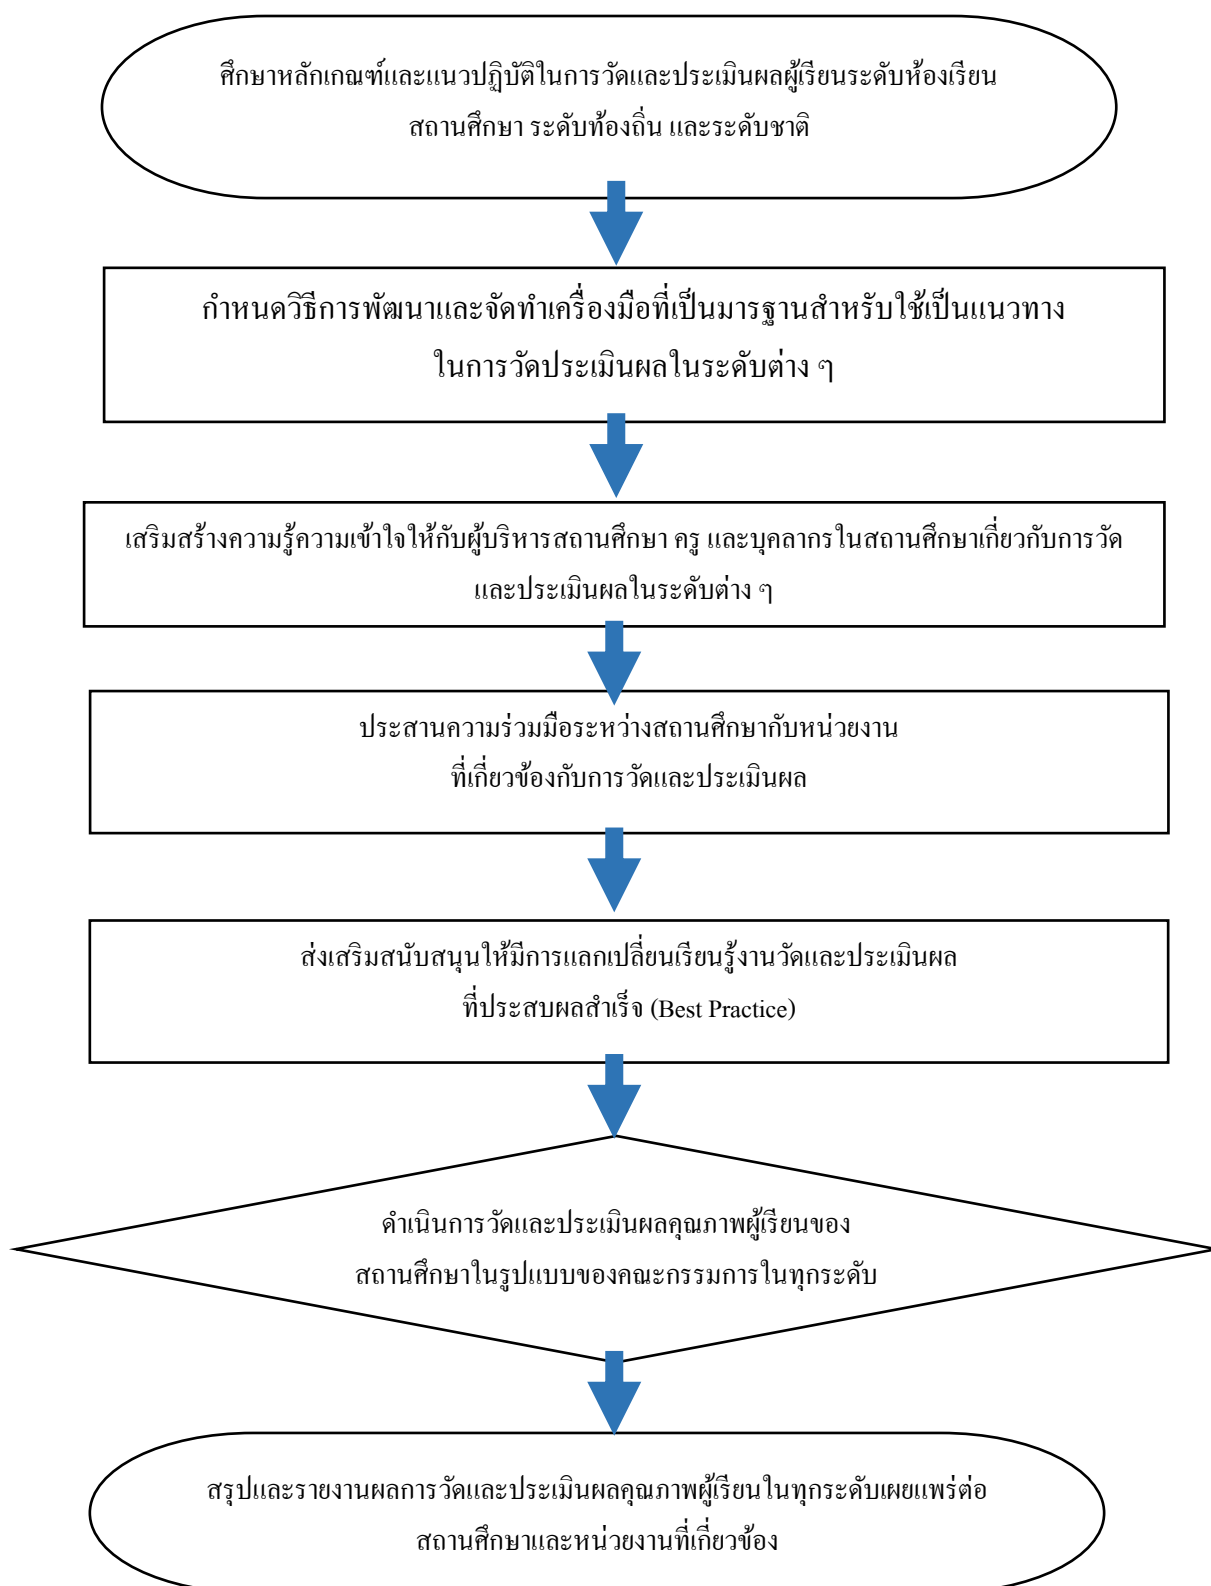 ศึกษาหลักเกณฑ์และแนวปฏิบัติในการวัดและประเมินผลผู้เรียนระดับห้องเรียน
สถานศึกษา ระดับท้องถิ่น และระดับชาติ
กำหนดวิธีการพัฒนาและจัดทำเครื่องมือที่เป็นมารฐานสำหรับใช้เป็นแนวทาง
ในการวัดประเมินผลในระดับต่าง ๆ
เสริมสร้างความรู้ความเข้าใจให้กับผู้บริหารสถานศึกษา ครู และบุคลากรในสถานศึกษาเกี่ยวกับการวัด
และประเมินผลในระดับต่าง ๆ
ประสานความร่วมมือระหว่างสถานศึกษากับหน่วยงาน
ที่เกี่ยวข้องกับการวัดและประเมินผล
ส่งเสริมสนับสนุนให้มีการแลกเปลี่ยนเรียนรู้งานวัดและประเมินผล
ที่ประสบผลสำเร็จ (Best Practice)
ดำเนินการวัดและประเมินผลคุณภาพผู้เรียนของ
สถานศึกษาในรูปแบบของคณะกรรมการในทุกระดับ
สรุปและรายงานผลการวัดและประเมินผลคุณภาพผู้เรียนในทุกระดับเผยแพร่ต่อ
สถานศึกษาและหน่วยงานที่เกี่ยวข้อง